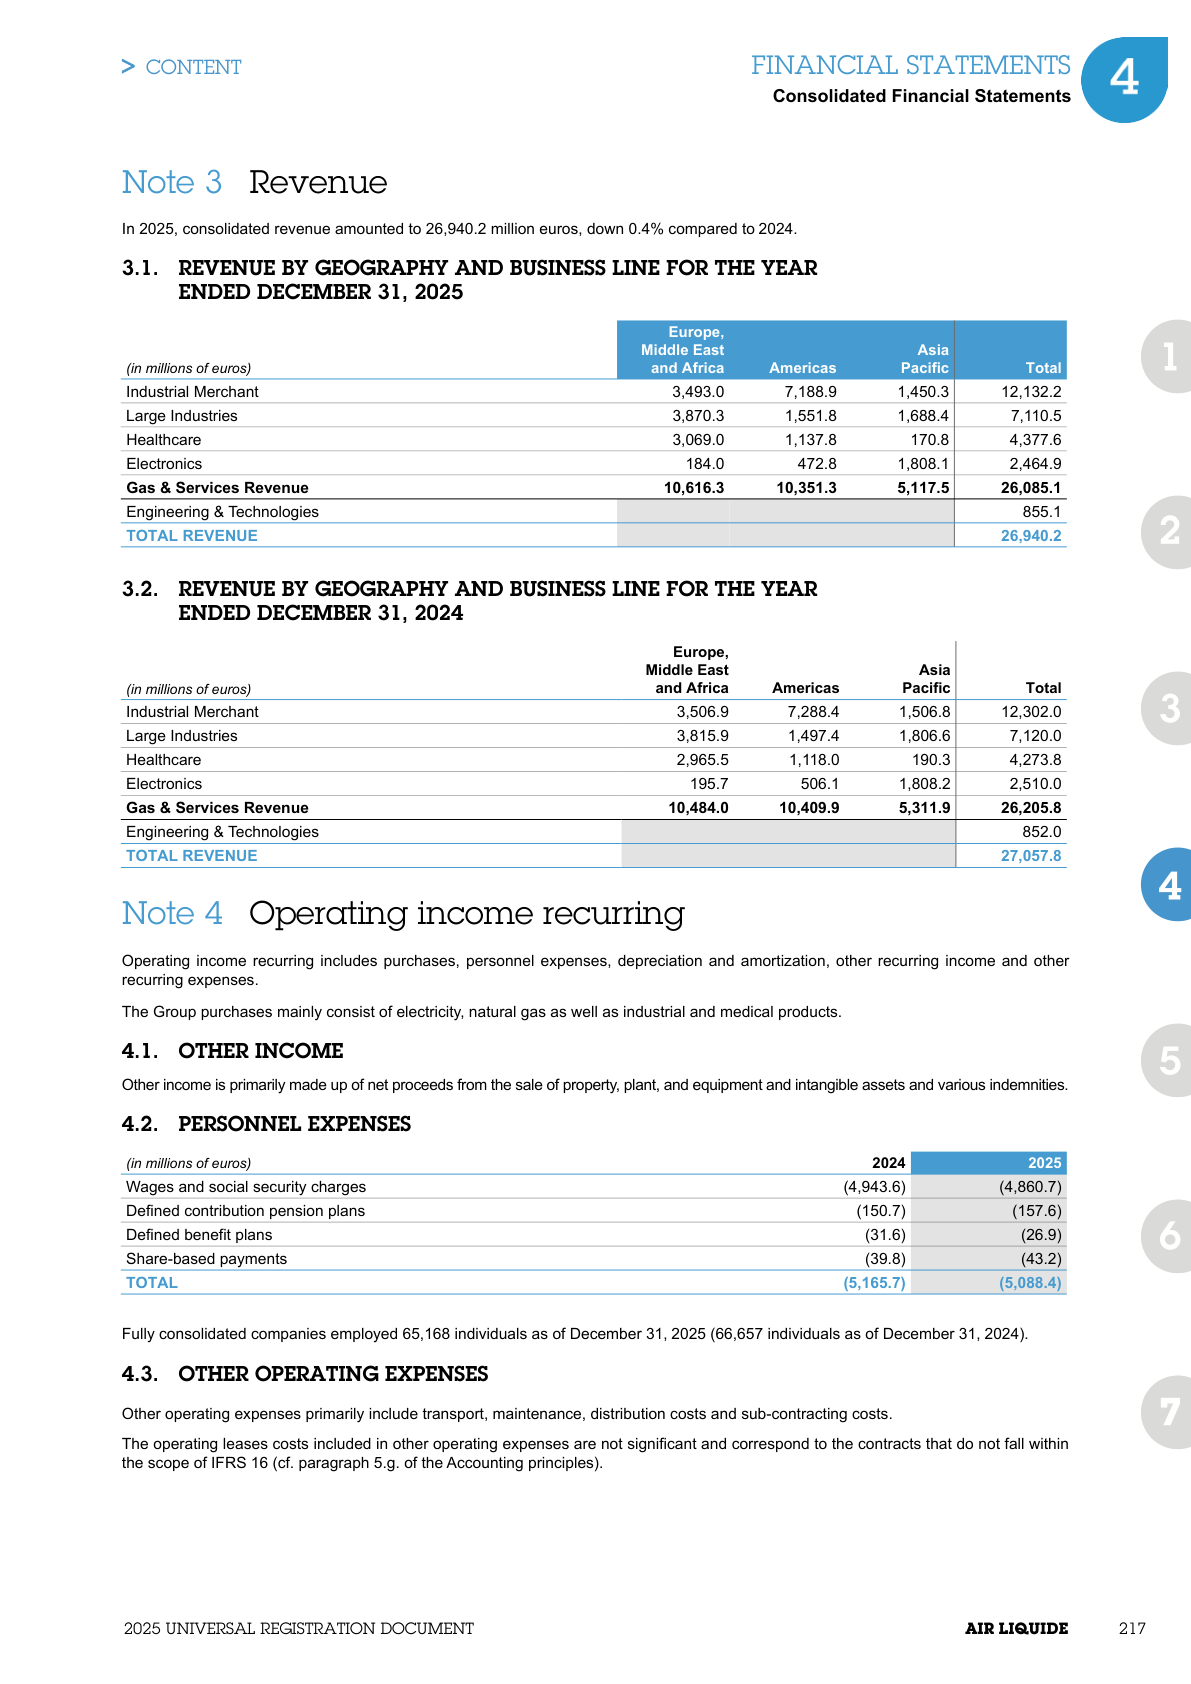 > CONTENT
FINANCIAL STATEMENTS
Consolidated Financial Statements
4
Note 3 Revenue
In 2025, consolidated revenue amounted to 26,940.2 million euros, down 0.4% compared to 2024.
3.1. REVENUE BY GEOGRAPHY AND BUSINESS LINE FOR THE YEAR
ENDED DECEMBER 31, 2025
(in millions of euros) Europe, Middle East and Africa Americas Asia Pacific Total
Industrial Merchant 3,493.0 7,188.9 1,450.3 12,132.2
Large Industries 3,870.3 1,551.8 1,688.4 7,110.5
Healthcare 3,069.0 1,137.8 170.8 4,377.6
Electronics 184.0 472.8 1,808.1 2,464.9
Gas & Services Revenue 10,616.3 10,351.3 5,117.5 26,085.1
Engineering & Technologies 855.1
TOTAL REVENUE 26,940.2
3.2. REVENUE BY GEOGRAPHY AND BUSINESS LINE FOR THE YEAR
ENDED DECEMBER 31, 2024
(in millions of euros) Europe, Middle East and Africa Americas Asia Pacific Total
Industrial Merchant 3,506.9 7,288.4 1,506.8 12,302.0
Large Industries 3,815.9 1,497.4 1,806.6 7,120.0
Healthcare 2,965.5 1,118.0 190.3 4,273.8
Electronics 195.7 506.1 1,808.2 2,510.0
Gas & Services Revenue 10,484.0 10,409.9 5,311.9 26,205.8
Engineering & Technologies 852.0
TOTAL REVENUE 27,057.8
Note 4 Operating income recurring
Operating income recurring includes purchases, personnel expenses, depreciation and amortization, other recurring income and other
recurring expenses.
The Group purchases mainly consist of electricity, natural gas as well as industrial and medical products.
4.1. OTHER INCOME
Other income is primarily made up of net proceeds from the sale of property, plant, and equipment and intangible assets and various indemnities.
4.2. PERSONNEL EXPENSES
(in millions of euros) 2024 2025
Wages and social security charges (4,943.6) (4,860.7)
Defined contribution pension plans (150.7) (157.6)
Defined benefit plans (31.6) (26.9)
Share-based payments (39.8) (43.2)
TOTAL (5,165.7) (5,088.4)
Fully consolidated companies employed 65,168 individuals as of December 31, 2025 (66,657 individuals as of December 31, 2024).
4.3. OTHER OPERATING EXPENSES
Other operating expenses primarily include transport, maintenance, distribution costs and sub-contracting costs.
The operating leases costs included in other operating expenses are not significant and correspond to the contracts that do not fall within
the scope of IFRS 16 (cf. paragraph 5.g. of the Accounting principles).
1
2
3
4
5
6
7
2025 UNIVERSAL REGISTRATION DOCUMENT
AIR LIQUIDE 217